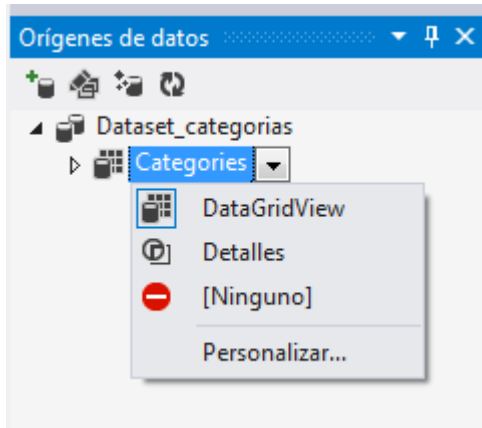 Orígenes de datos
Dataset_categorias
Categories
DataGridView
Detalles
[Ninguno]
Personalizar...